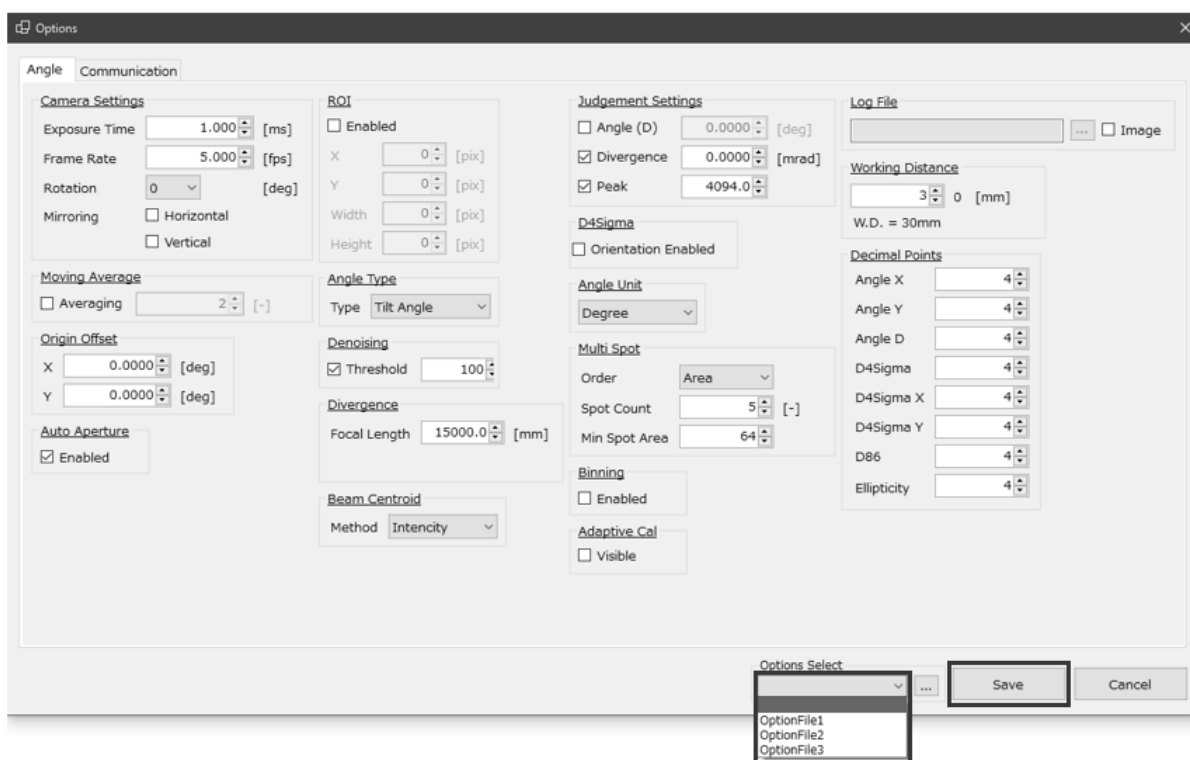 Options
Angle
Communication
Camera Settings
Exposure Time 1.000 [ms]
Frame Rate 5.000 [fps]
Rotation 0 [deg]
Mirroring Horizontal
Vertical
Moving Average
Averaging 2 [-]
Origin Offset
X 0.0000 [deg]
Y 0.0000 [deg]
Auto Aperture
Enabled
ROI
Enabled
X 0 [pix]
Y 0 [pix]
Width 0 [pix]
Height 0 [pix]
Angle Type
Type Tilt Angle
Denoising
Threshold 100
Divergence
Focal Length 15000.0 [mm]
Beam Centroid
Method Intencity
Judgement Settings
Angle (D) 0.0000 [deg]
Divergence 0.0000 [mrad]
Peak 4094.0
D4Sigma
Orientation Enabled
Angle Unit
Degree
Multi Spot
Order Area
Spot Count 5 [-]
Min Spot Area 64
Binning
Enabled
Adaptive Cal
Visible
Log File
... Image
Working Distance
3 0 [mm]
W.D. = 30mm
Decimal Points
Angle X 4
Angle Y 4
Angle D 4
D4Sigma 4
D4Sigma X 4
D4Sigma Y 4
D86 4
Ellipticity 4
Options Select
... Save Cancel
OptionFile1
OptionFile2
OptionFile3